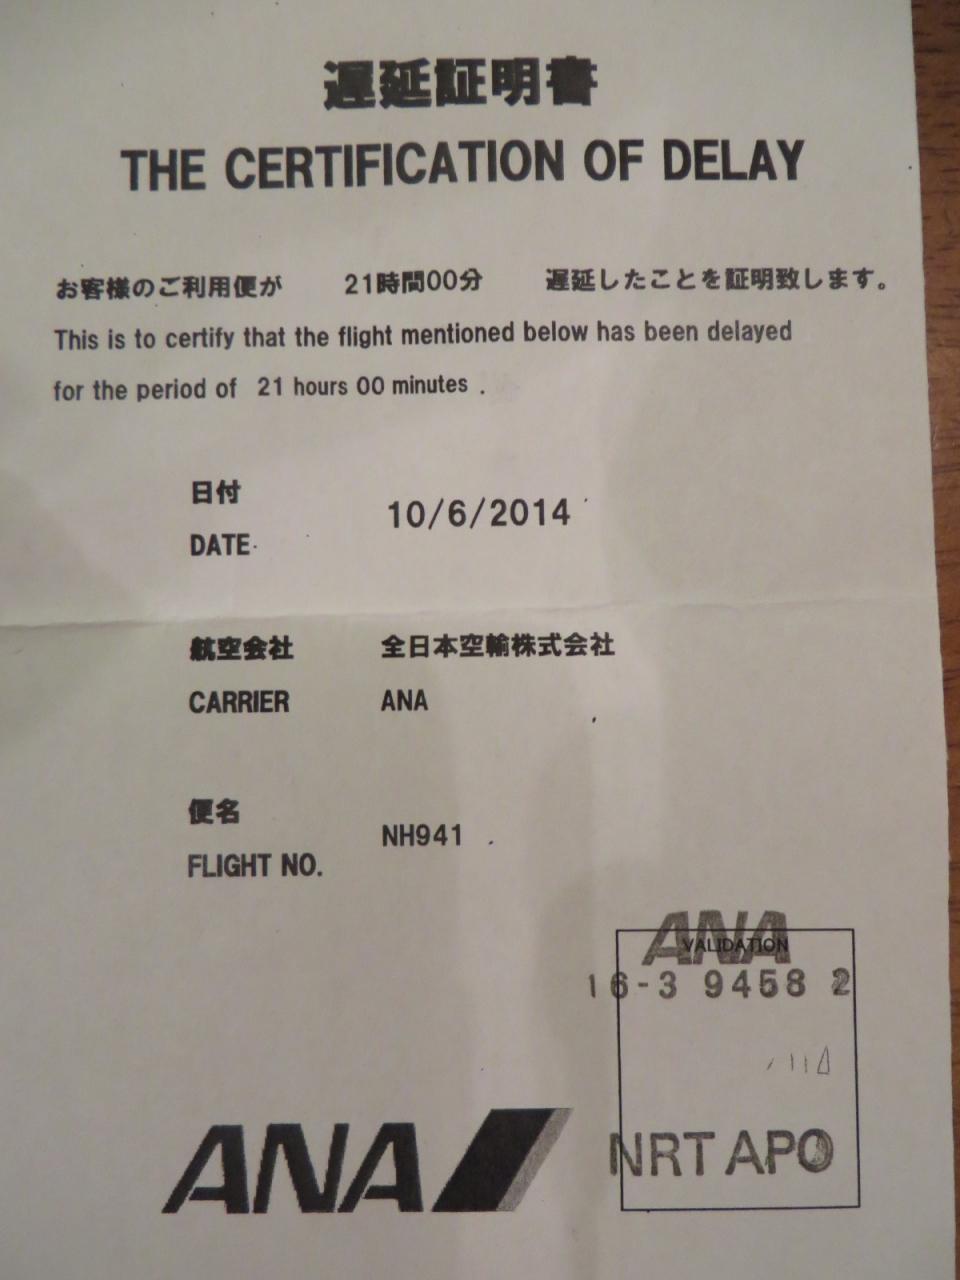 遅延証明書
THE CERTIFICATION OF DELAY
お客様のご利用便が 21時間00分 遅延したことを証明致します。
This is to certify that the flight mentioned below has been delayed
for the period of 21 hours 00 minutes .
日付
DATE
10/6/2014
航空会社 全日本空輸株式会社
CARRIER ANA
便名
FLIGHT NO.
NH941
ANA
VALIDATION
16-3 9458 2
NRT APO
ANA